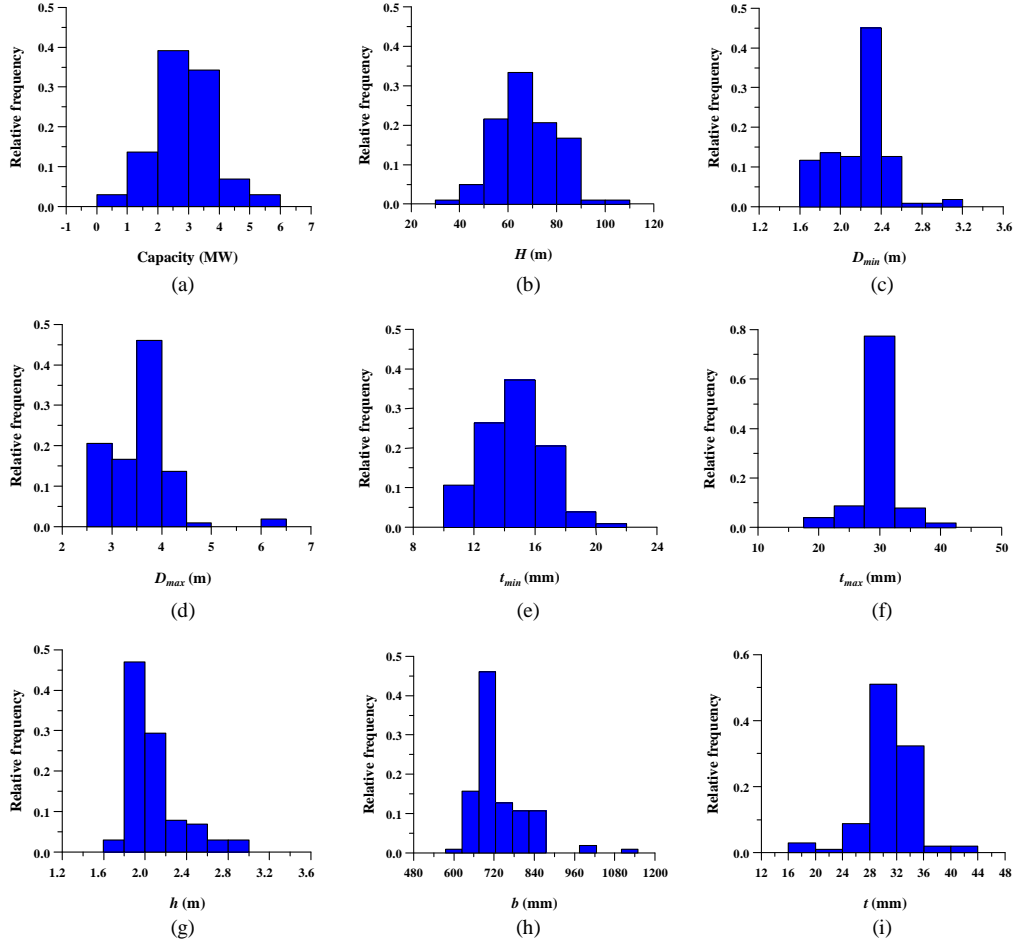 0.5 0.5 0.5
0.4 0.4 0.4
0.3 0.3 0.3
0.2 0.2 0.2
0.1 0.1 0.1
0.0 0.0 0.0
Relative frequency Relative frequency Relative frequency
-1 0 1 2 3 4 5 6 7 20 40 60 80 100 120 1.2 1.6 2.0 2.4 2.8 3.2 3.6
Capacity (MW) H (m) Dmin (m)
(a) (b) (c)
0.5 0.5 0.8
0.4 0.4 0.6
0.3 0.3 0.4
0.2 0.2 0.2
0.1 0.1 0.0
0.0 0.0
Relative frequency Relative frequency Relative frequency
2 3 4 5 6 7 8 12 16 20 24 10 20 30 40 50
Dmax (m) tmin (mm) tmax (mm)
(d) (e) (f)
0.5 0.5 0.6
0.4 0.4 0.4
0.3 0.3 0.2
0.2 0.2 0.0
0.1 0.1
0.0 0.0
Relative frequency Relative frequency Relative frequency
1.2 1.6 2.0 2.4 2.8 3.2 3.6 480 600 720 840 960 1080 1200 12 16 20 24 28 32 36 40 44 48
h (m) b (mm) t (mm)
(g) (h) (i)